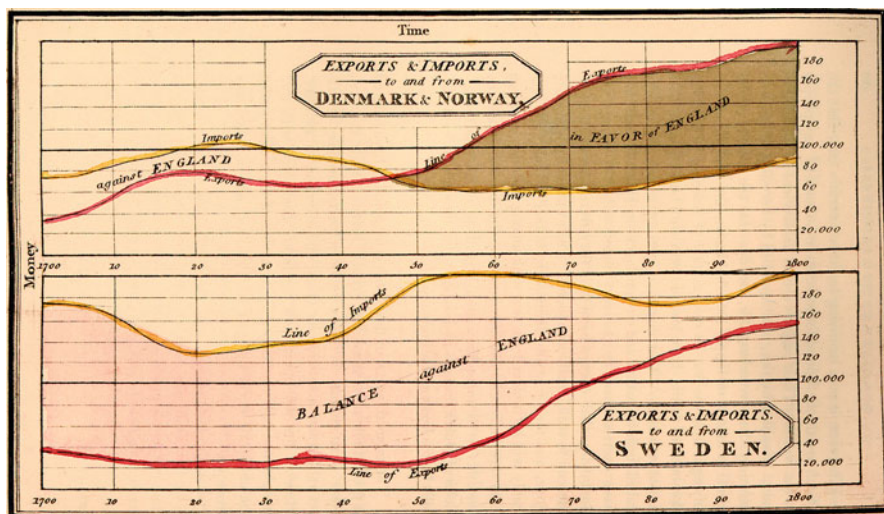 Time
EXPORTS & IMPORTS,
to and from
DENMARK & NORWAY.
Imports
against ENGLAND
Exports
Line of Exports
in FAVOR of ENGLAND
Imports
180
160
140
120
100.000
80
60
40
20.000
1700 10 20 30 40 50 60 70 80 90 1800
Money
Line of Imports
BALANCE against ENGLAND
Line of Exports
EXPORTS & IMPORTS.
to and from
SWEDEN.
180
160
140
120
100.000
80
60
40
20.000
1700 10 20 30 40 50 60 70 80 90 1800